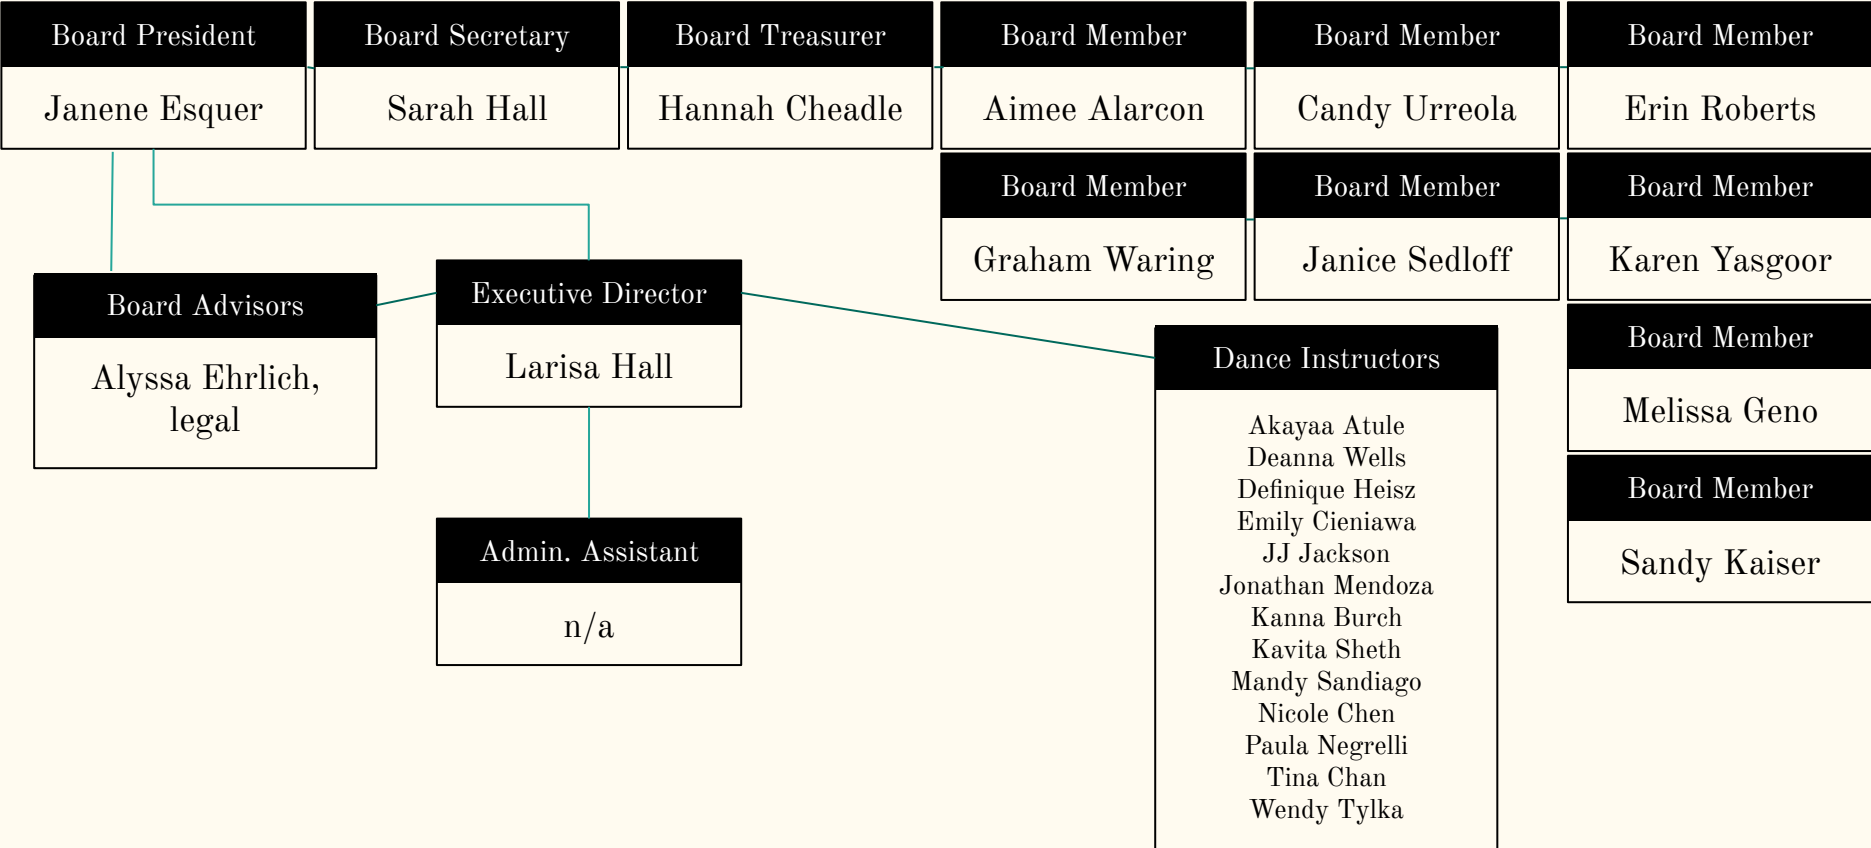 Board President
Janene Esquer
Board Secretary
Sarah Hall
Board Treasurer
Hannah Cheadle
Board Member
Aimee Alarcon
Board Member
Candy Urreola
Board Member
Erin Roberts
Board Member
Graham Waring
Board Member
Janice Sedloff
Board Member
Karen Yasgoor
Board Member
Melissa Geno
Board Member
Sandy Kaiser
Board Advisors
Alyssa Ehrlich,
legal
Executive Director
Larisa Hall
Admin. Assistant
n/a
Dance Instructors
Akayaa Atule
Deanna Wells
Definique Heisz
Emily Cieniawa
JJ Jackson
Jonathan Mendoza
Kanna Burch
Kavita Sheth
Mandy Sandiago
Nicole Chen
Paula Negrelli
Tina Chan
Wendy Tylka